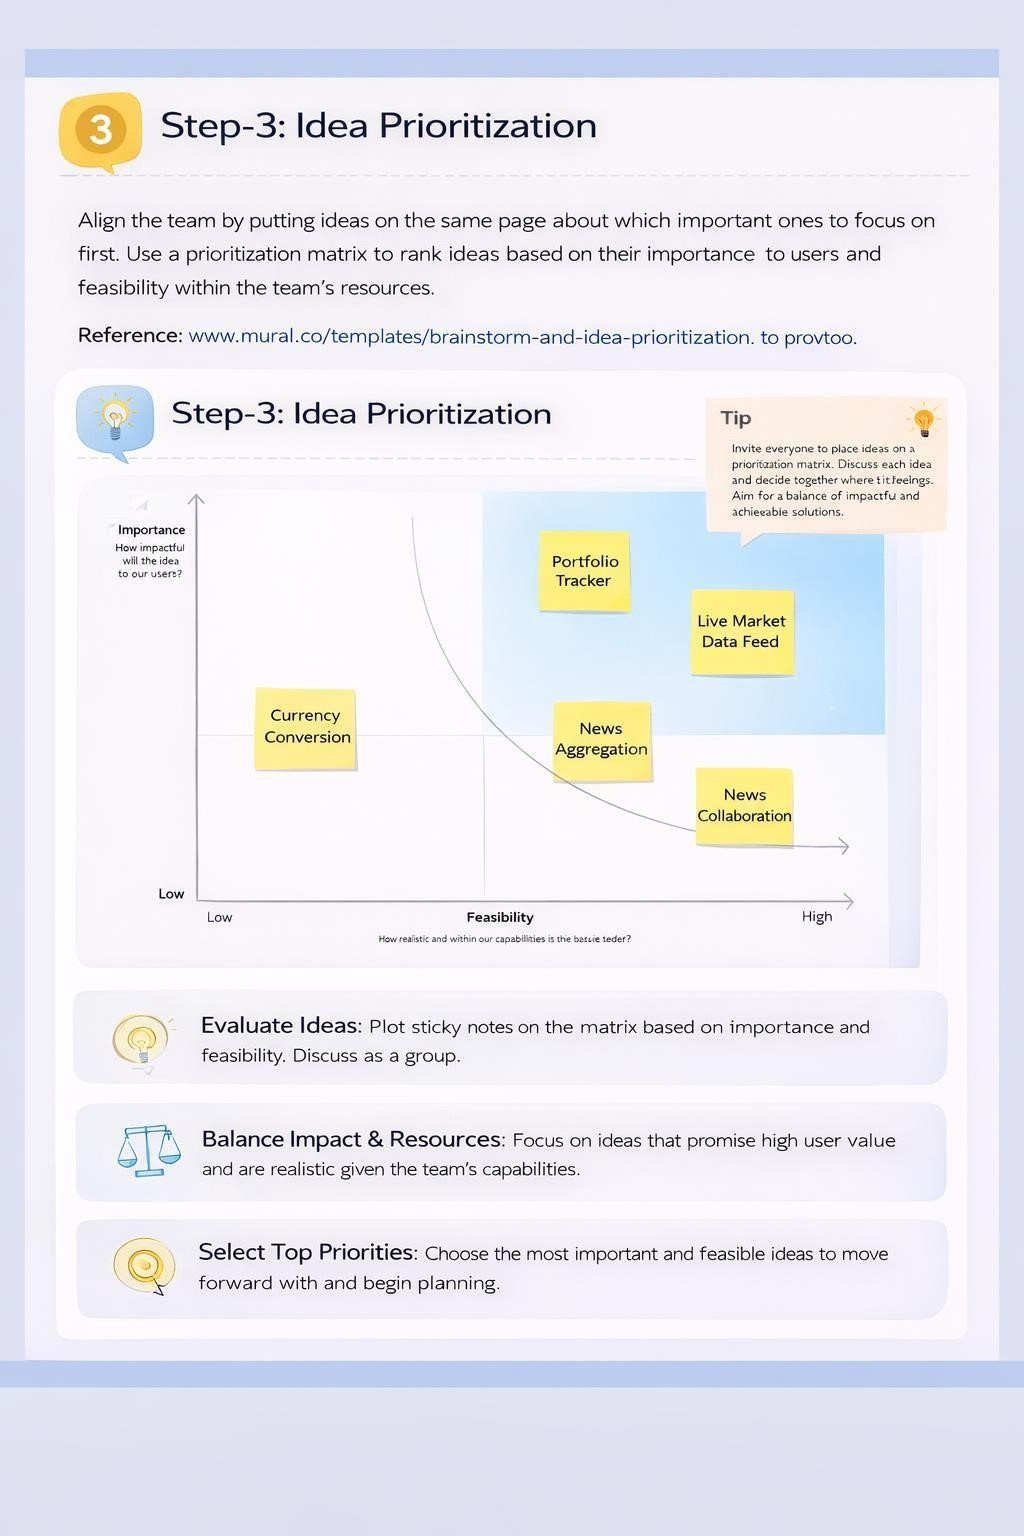 3
Step-3: Idea Prioritization
Align the team by putting ideas on the same page about which important ones to focus on
first. Use a prioritization matrix to rank ideas based on their importance to users and
feasibility within the team's resources.
Reference: www.mural.co/templates/brainstorm-and-idea-prioritization. to provtoo.
Step-3: Idea Prioritization
Tip
Invite everyone to place ideas on a
prioritization matrix. Discuss each idea
and decide together where
Aim for a balance of impactful and
achieable solutions.
Importance
How impactful
will the idea
to our users?
Portfolio
Tracker
Live Market
Data Feed
Currency
Conversion
News
Aggregation
News
Collaboration
Low
Low
Feasibility
High
How realistic and within our capabilities is the
Evaluate Ideas: Plot sticky notes on the matrix based on importance and
feasibility. Discuss as a group.
Balance Impact & Resources: Focus on ideas that promise high user value
and are realistic given the team's capabilities.
Select Top Priorities: Choose the most important and feasible ideas to move
forward with and begin planning.